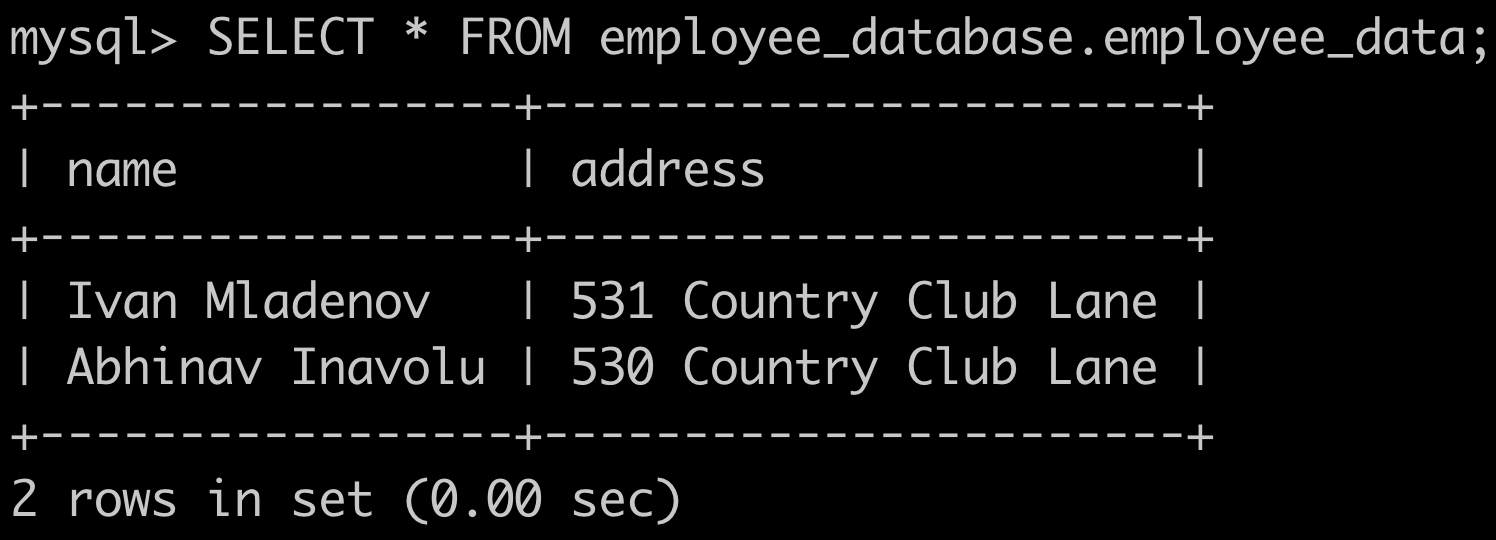 mysql> SELECT * FROM employee_database.employee_data;
+-----------------+-----------------------+
| name            | address               |
+-----------------+-----------------------+
| Ivan Mladenov   | 531 Country Club Lane |
| Abhinav Inavolu | 530 Country Club Lane |
+-----------------+-----------------------+
2 rows in set (0.00 sec)